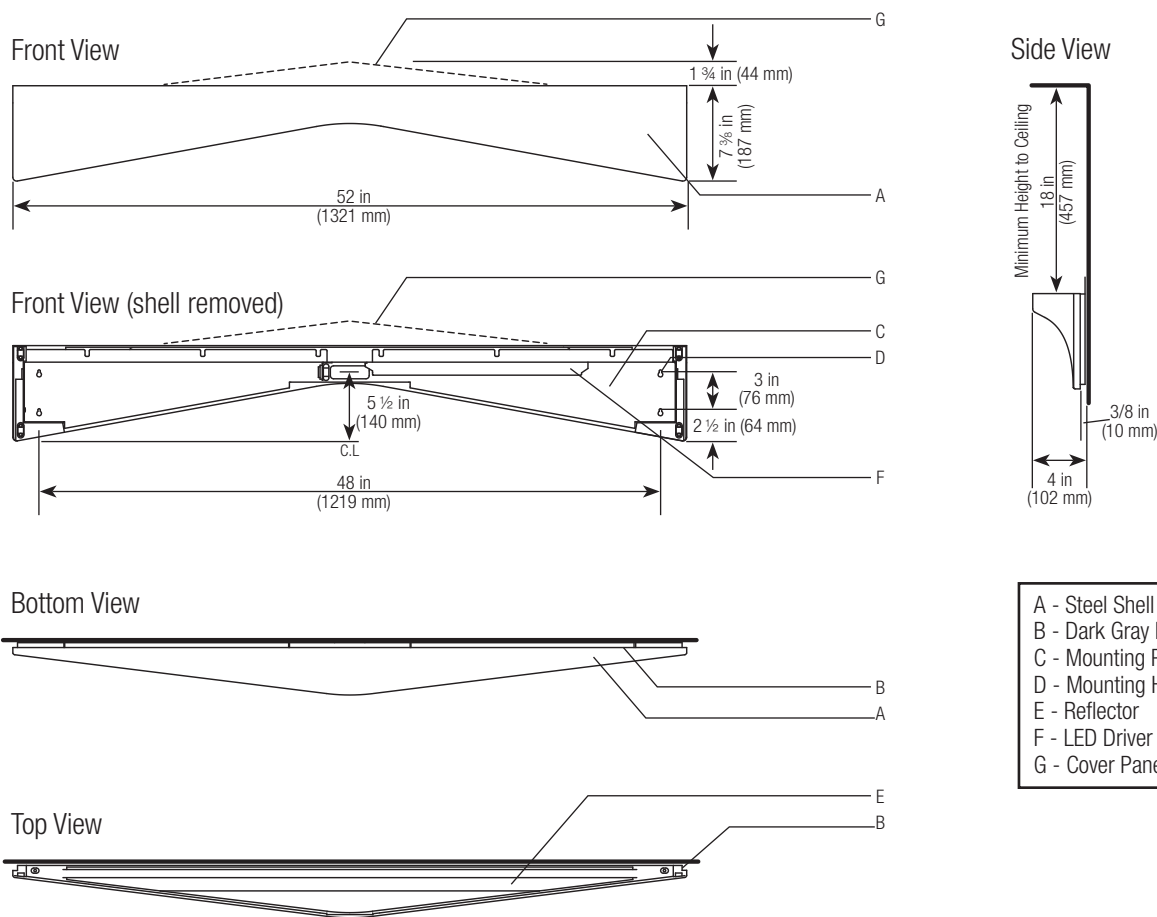 Front View
G
1 ¾ in (44 mm)
7 ⅜ in
(187 mm)
A
52 in
(1321 mm)
Side View
Minimum Height to Ceiling
18 in
(457 mm)
3/8 in
(10 mm)
4 in
(102 mm)
Front View (shell removed)
G
C
D
3 in
(76 mm)
5 ½ in
(140 mm)
C.L
2 ½ in (64 mm)
F
48 in
(1219 mm)
Bottom View
B
A
Top View
E
B
A - Steel Shell
B - Dark Gray
C - Mounting
D - Mounting
E - Reflector
F - LED Driver
G - Cover